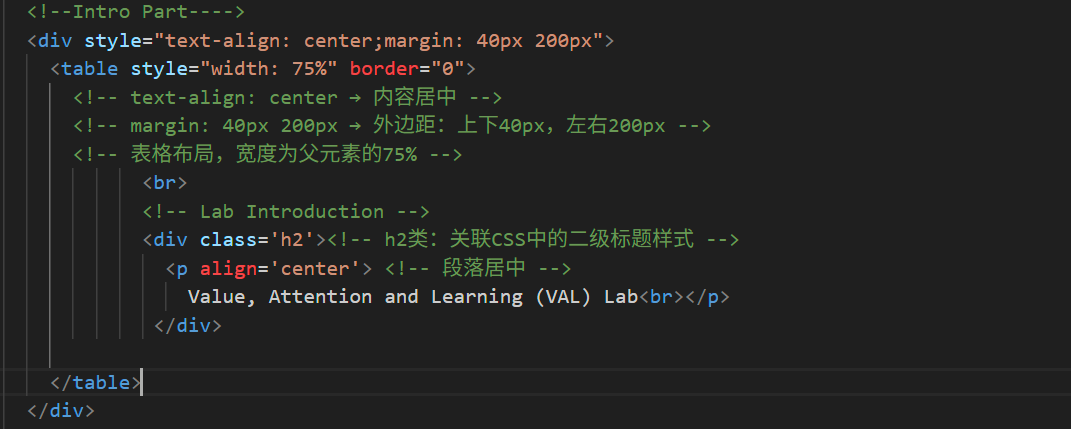 <!--Intro Part---->
<div style="text-align: center;margin: 40px 200px">
<table style="width: 75%" border="0">
<!-- text-align: center → 内容居中 -->
<!-- margin: 40px 200px → 外边距：上下40px，左右200px -->
<!-- 表格布局，宽度为父元素的75% -->
<br>
<!-- Lab Introduction -->
<div class='h2'><!-- h2类：关联CSS中的二级标题样式 -->
<p align='center'> <!-- 段落居中 -->
Value, Attention and Learning (VAL) Lab<br></p>
</div>
</table>
</div>